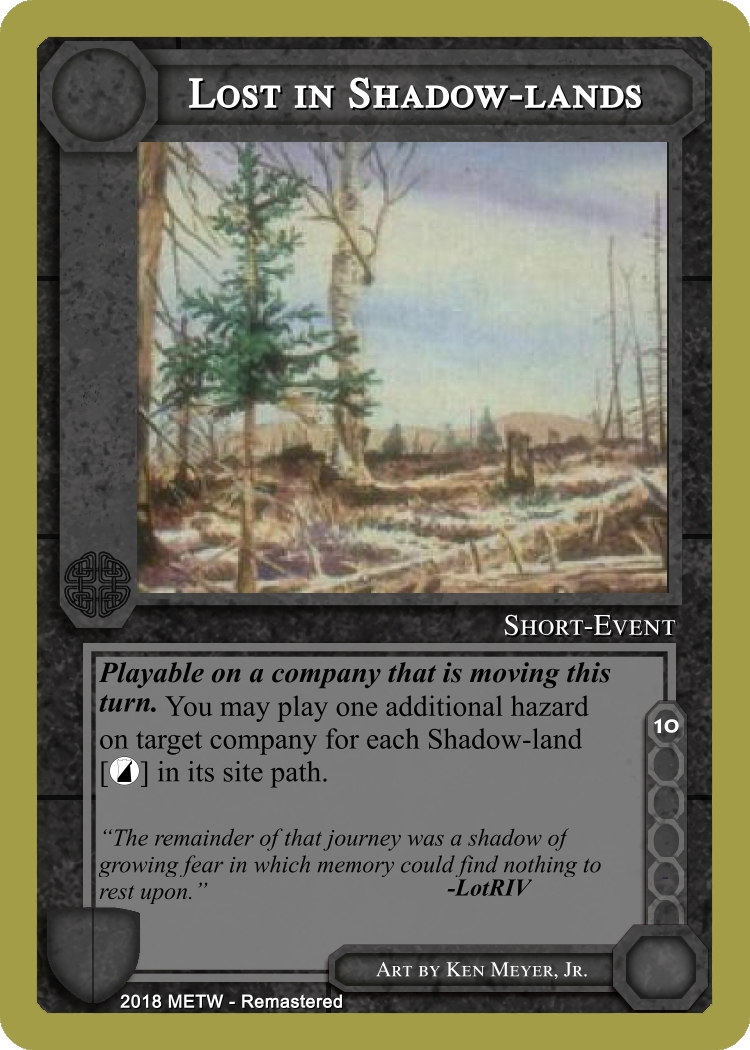 Lost in Shadow-lands
Short-Event
Playable on a company that is moving this
turn. You may play one additional hazard
on target company for each Shadow-land
[] in its site path.
10
“The remainder of that journey was a shadow of
growing fear in which memory could find nothing to
rest upon.” -LotRIV
Art by Ken Meyer, Jr.
2018 METW - Remastered